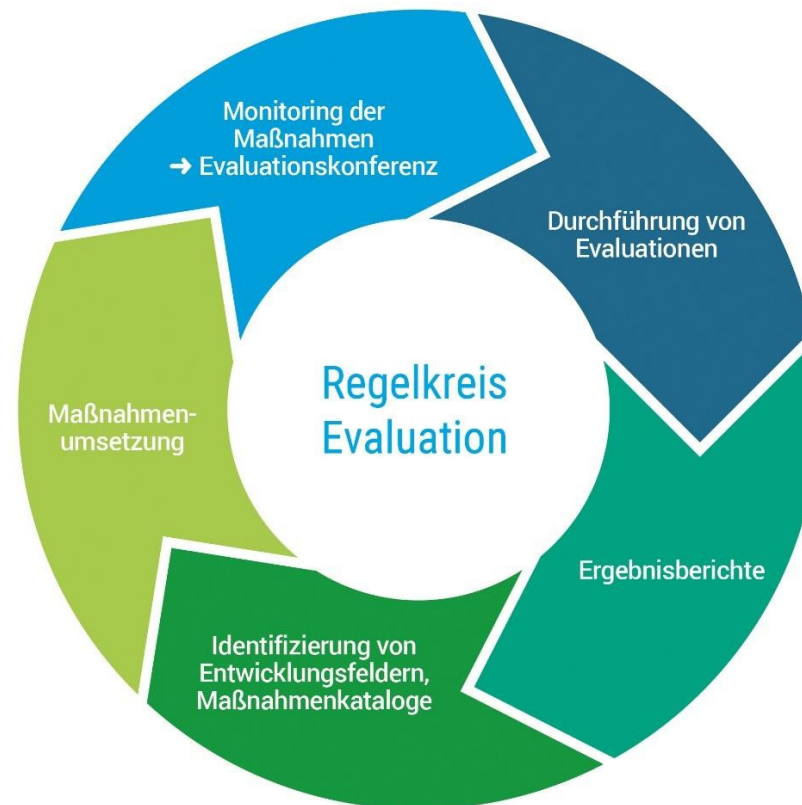 Monitoring der
Maßnahmen
➜ Evaluationskonferenz
Durchführung von
Evaluationen
Regelkreis
Evaluation
Maßnahmen-
umsetzung
Ergebnisberichte
Identifizierung von
Entwicklungsfeldern,
Maßnahmenkataloge